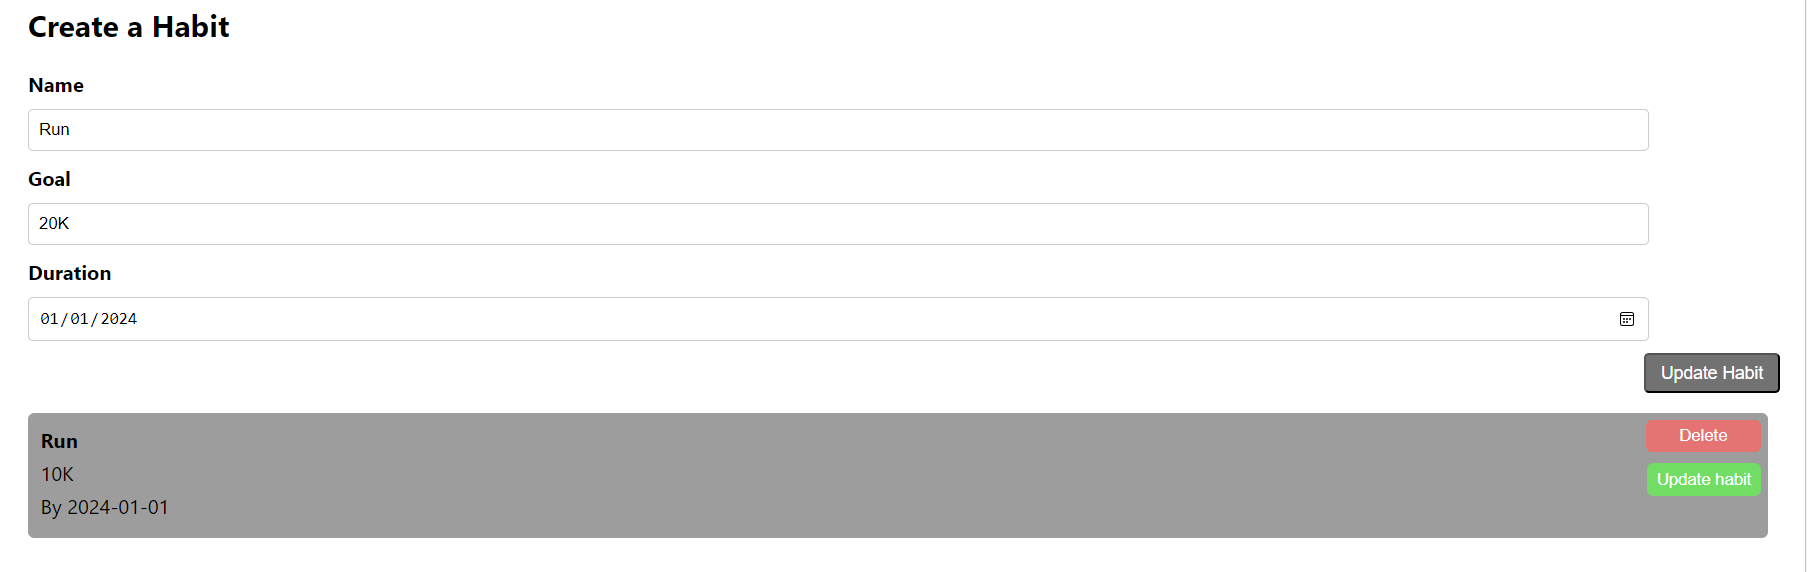 Create a Habit
Name
Run
Goal
20K
Duration
01/01/2024
Update Habit
Run
Delete
10K
Update habit
By 2024-01-01